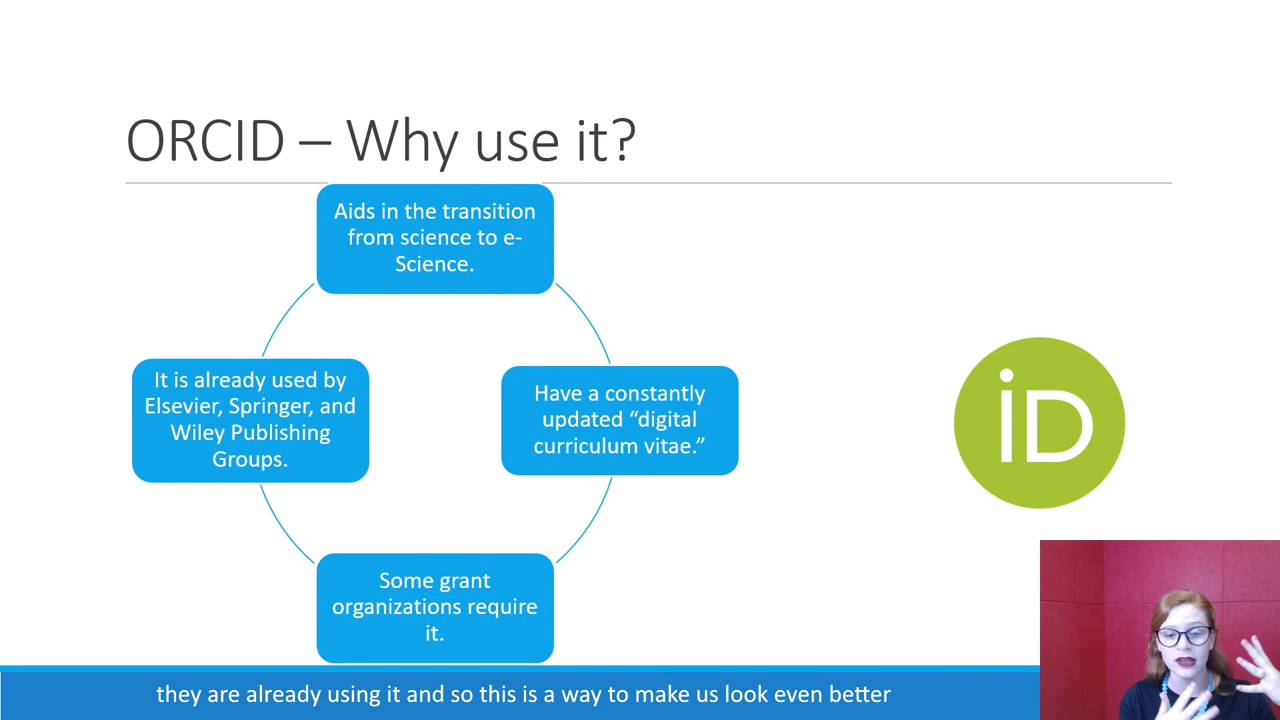 ORCID – Why use it?
Aids in the transition
from science to e-
Science.
Have a constantly
updated “digital
curriculum vitae.”
Some grant
organizations require
it.
It is already used by
Elsevier, Springer, and
Wiley Publishing
Groups.
iD
they are already using it and so this is a way to make us look even better